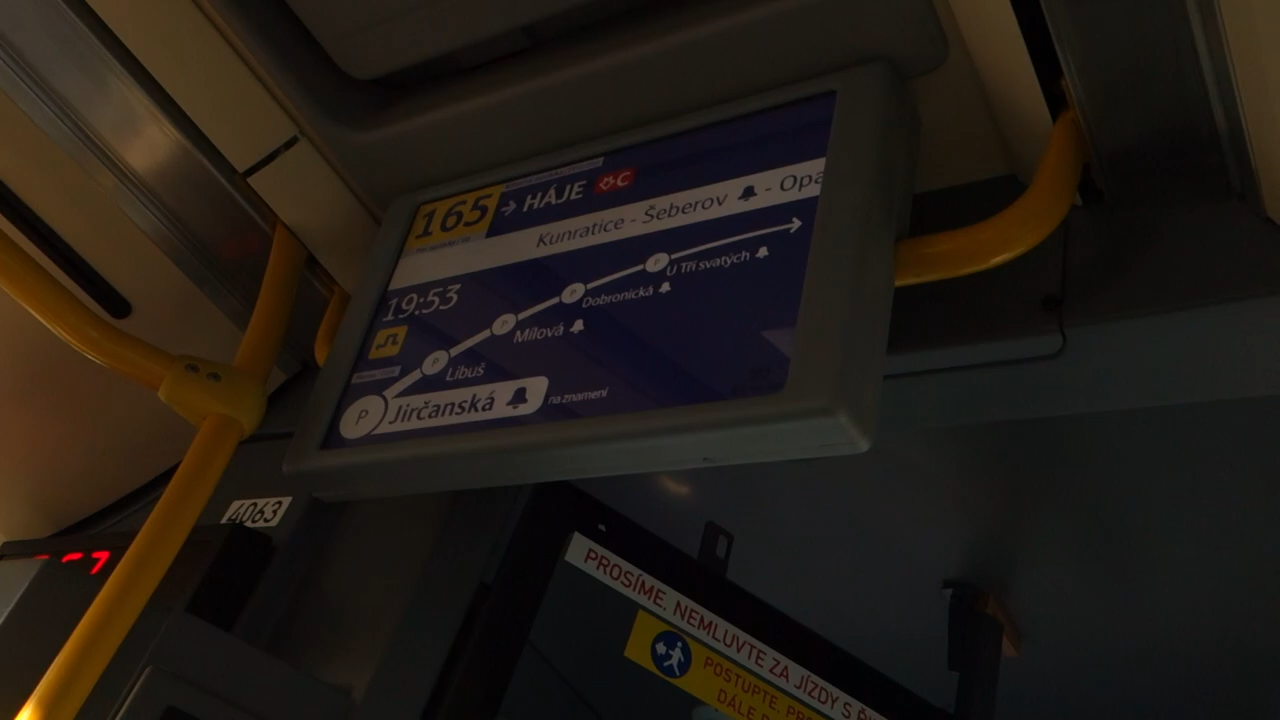 165 → HÁJE C
Kunratice - Šeberov - Opa
19:53
U Tří svatých
Dobronická
Mílová
Libuš
P Jirčanská na znamení
4063
PROSÍME, NEMLUVTE ZA JÍZDY S
POSTUPTE,
DÁLE